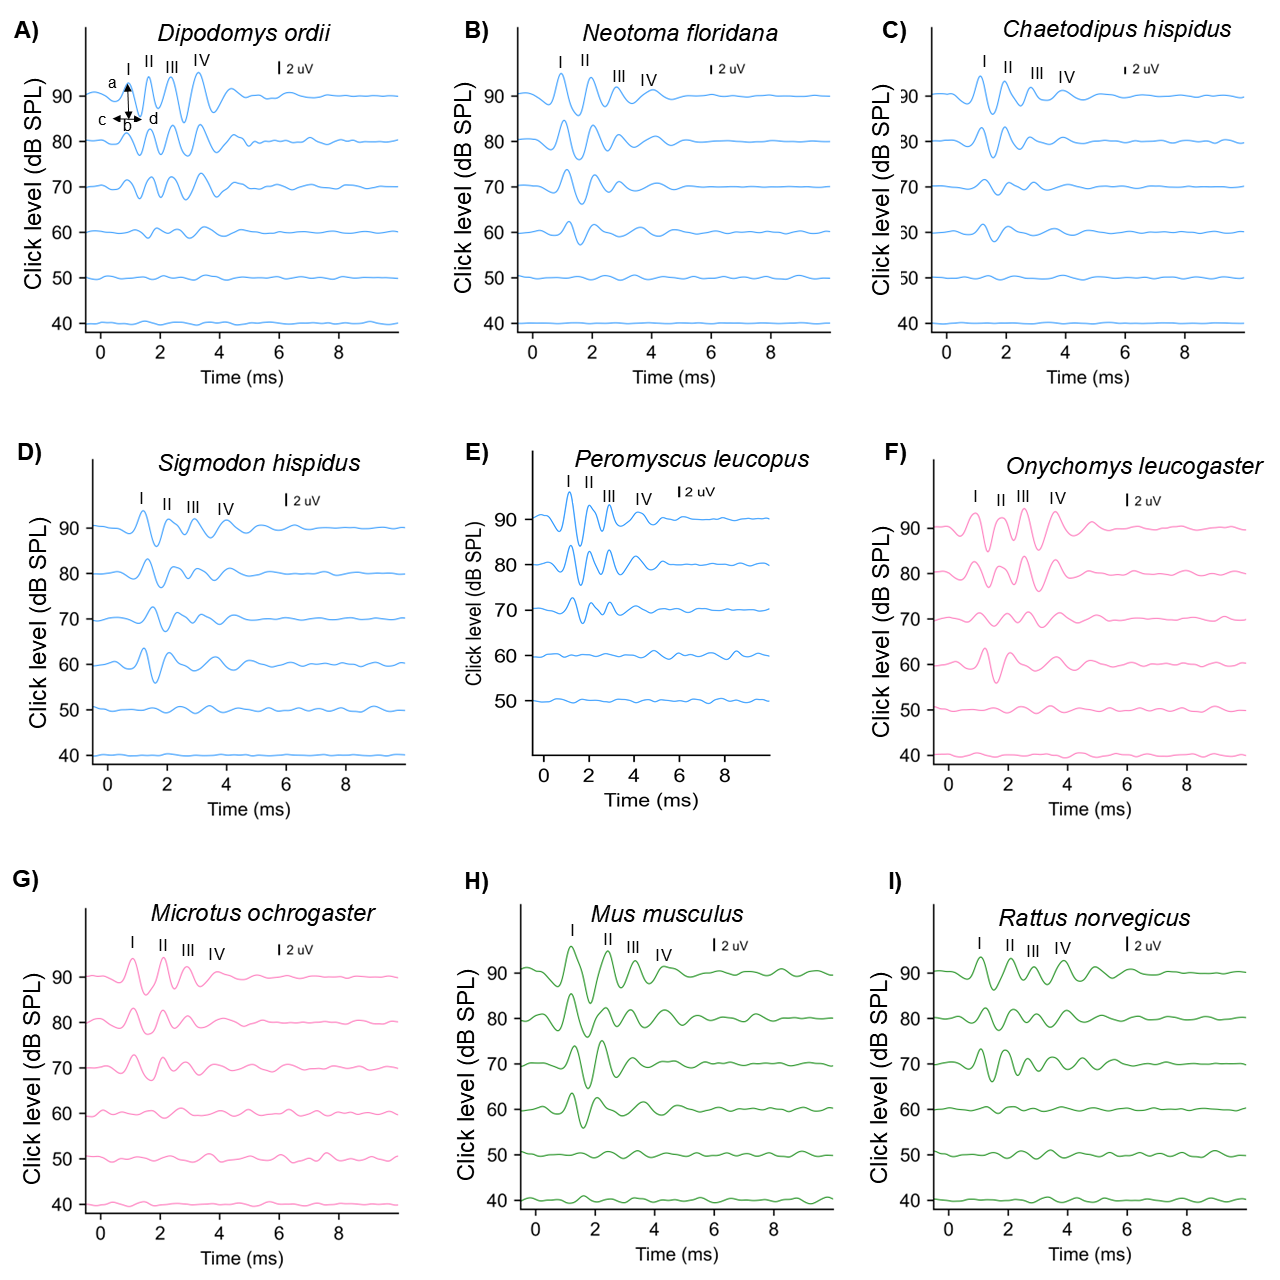 A) Dipodomys ordii
I II III IV 2 uV
a
c b d
Click level (dB SPL)
90
80
70
60
50
40
0 2 4 6 8
Time (ms)
B) Neotoma floridana
I II III IV 2 uV
Click level (dB SPL)
90
80
70
60
50
40
0 2 4 6 8
Time (ms)
C) Chaetodipus hispidus
I II III IV 2 uV
Click level (dB SPL)
90
80
70
60
50
40
0 2 4 6 8
Time (ms)
D) Sigmodon hispidus
I II III IV 2 uV
Click level (dB SPL)
90
80
70
60
50
40
0 2 4 6 8
Time (ms)
E) Peromyscus leucopus
I II III IV 2 uV
Click level (dB SPL)
90
80
70
60
50
0 2 4 6 8
Time (ms)
F) Onychomys leucogaster
I II III IV 2 uV
Click level (dB SPL)
90
80
70
60
50
40
0 2 4 6 8
Time (ms)
G) Microtus ochrogaster
I II III IV 2 uV
Click level (dB SPL)
90
80
70
60
50
40
0 2 4 6 8
Time (ms)
H) Mus musculus
I II III IV 2 uV
Click level (dB SPL)
90
80
70
60
50
40
0 2 4 6 8
Time (ms)
I) Rattus norvegicus
I II III IV 2 uV
Click level (dB SPL)
90
80
70
60
50
40
0 2 4 6 8
Time (ms)